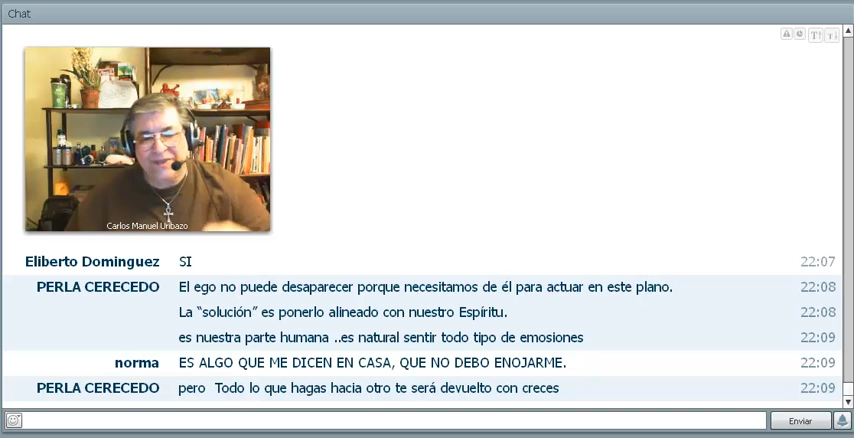 Chat
Carlos Manuel Uribazo
Eliberto Dominguez SI 22:07
PERLA CERECEDO El ego no puede desaparecer porque necesitamos de él para actuar en este plano. 22:08
La “solución” es ponerlo alineado con nuestro Espíritu. 22:08
es nuestra parte humana ..es natural sentir todo tipo de emosiones 22:09
norma ES ALGO QUE ME DICEN EN CASA, QUE NO DEBO ENOJARME. 22:09
PERLA CERECEDO pero Todo lo que hagas hacia otro te será devuelto con creces 22:09
Enviar